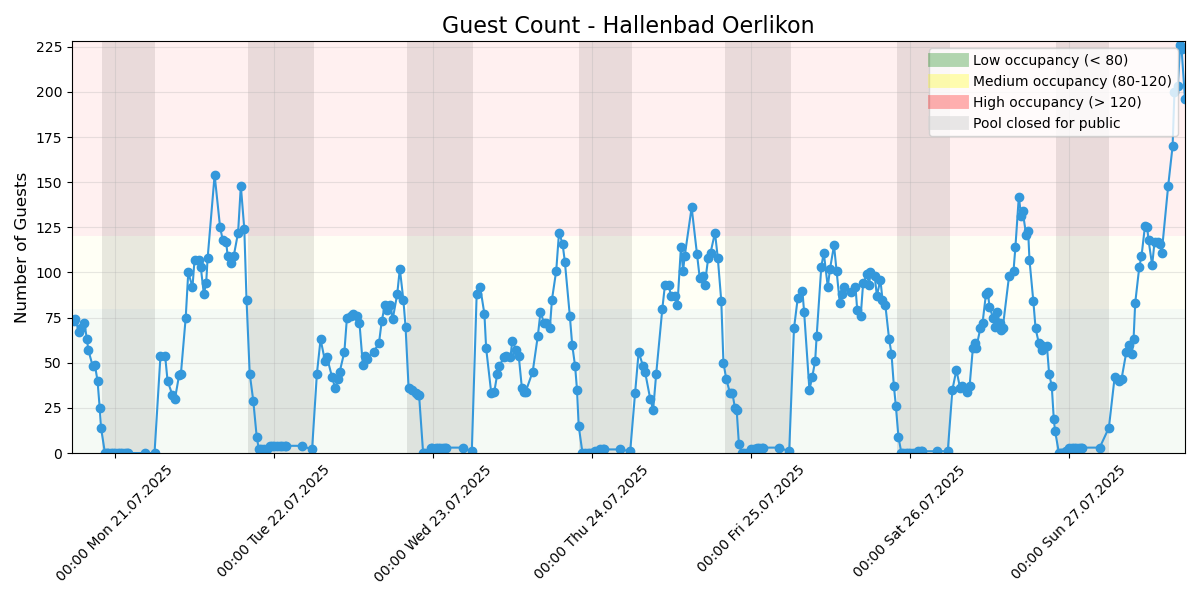 Guest Count - Hallenbad Oerlikon
Number of Guests
225
200
175
150
125
100
75
50
25
0
Low occupancy (< 80)
Medium occupancy (80-120)
High occupancy (> 120)
Pool closed for public
00:00 Mon 21.07.2025
00:00 Tue 22.07.2025
00:00 Wed 23.07.2025
00:00 Thu 24.07.2025
00:00 Fri 25.07.2025
00:00 Sat 26.07.2025
00:00 Sun 27.07.2025